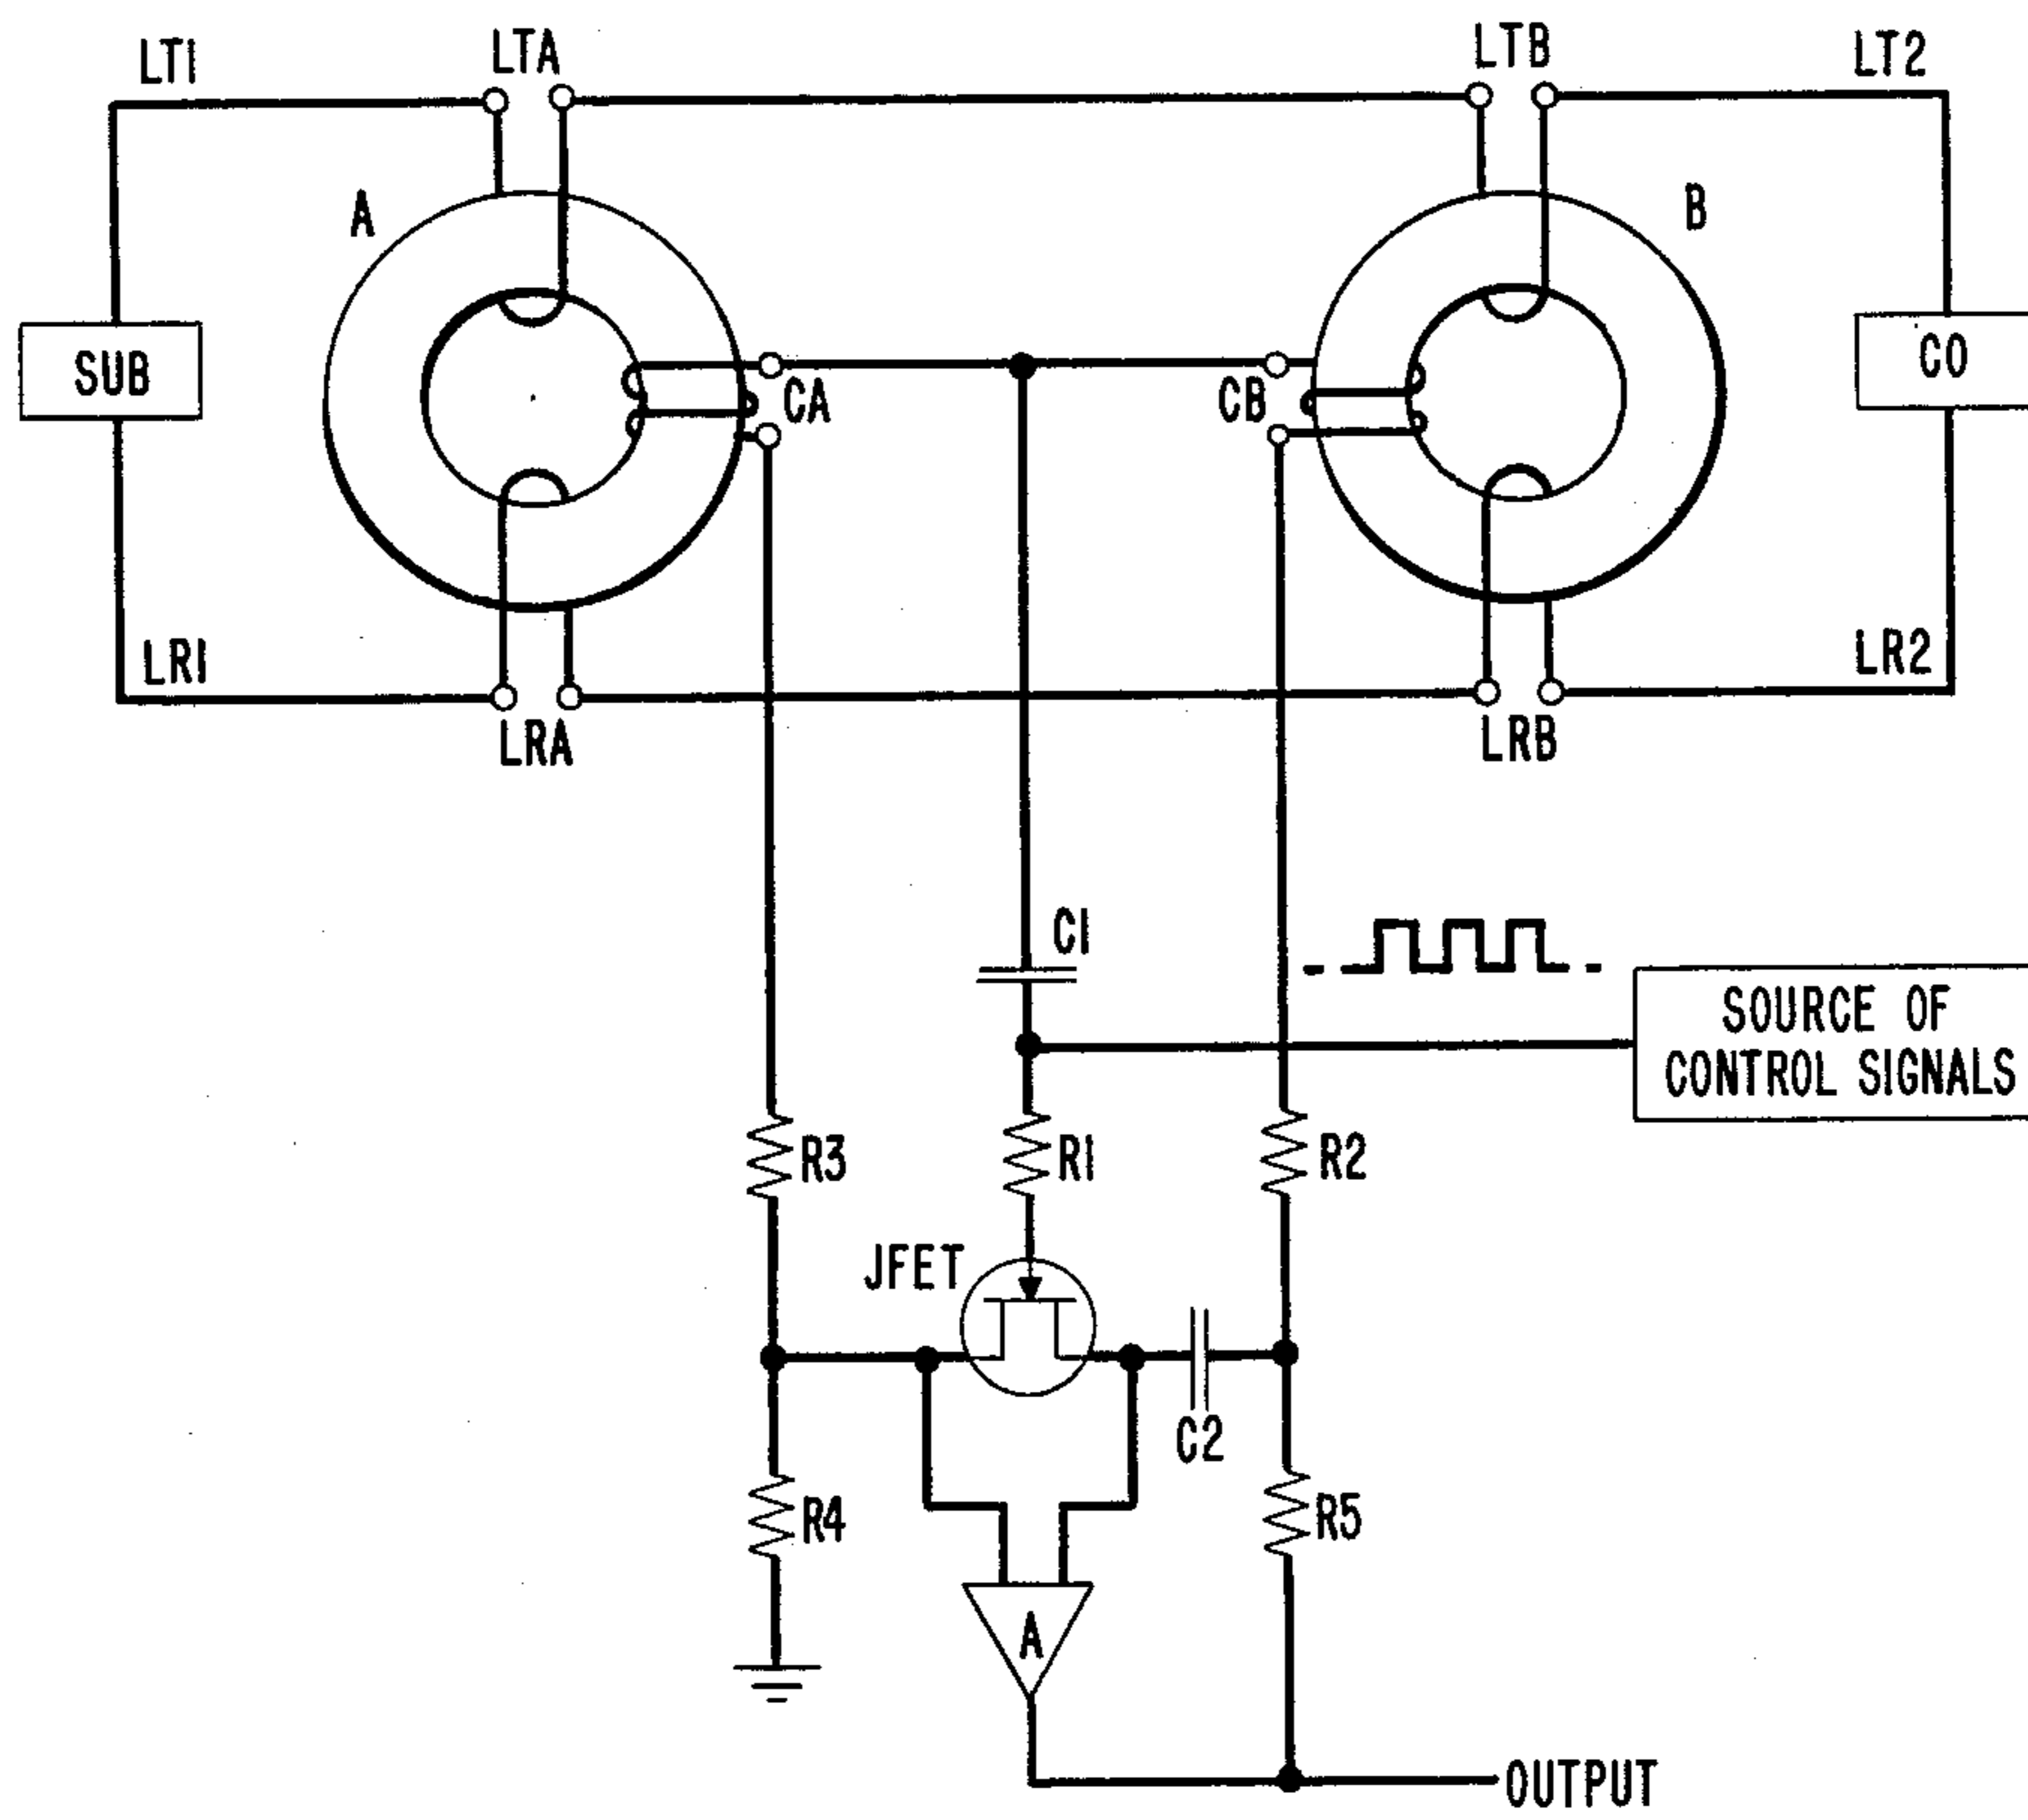 LT1
LTA
LTB
LT2
A
B
SUB
CA
CB
CO
LR1
LRA
LRB
LR2
C1
SOURCE OF
CONTROL SIGNALS
R3
R1
R2
JFET
C2
R4
R5
A
OUTPUT